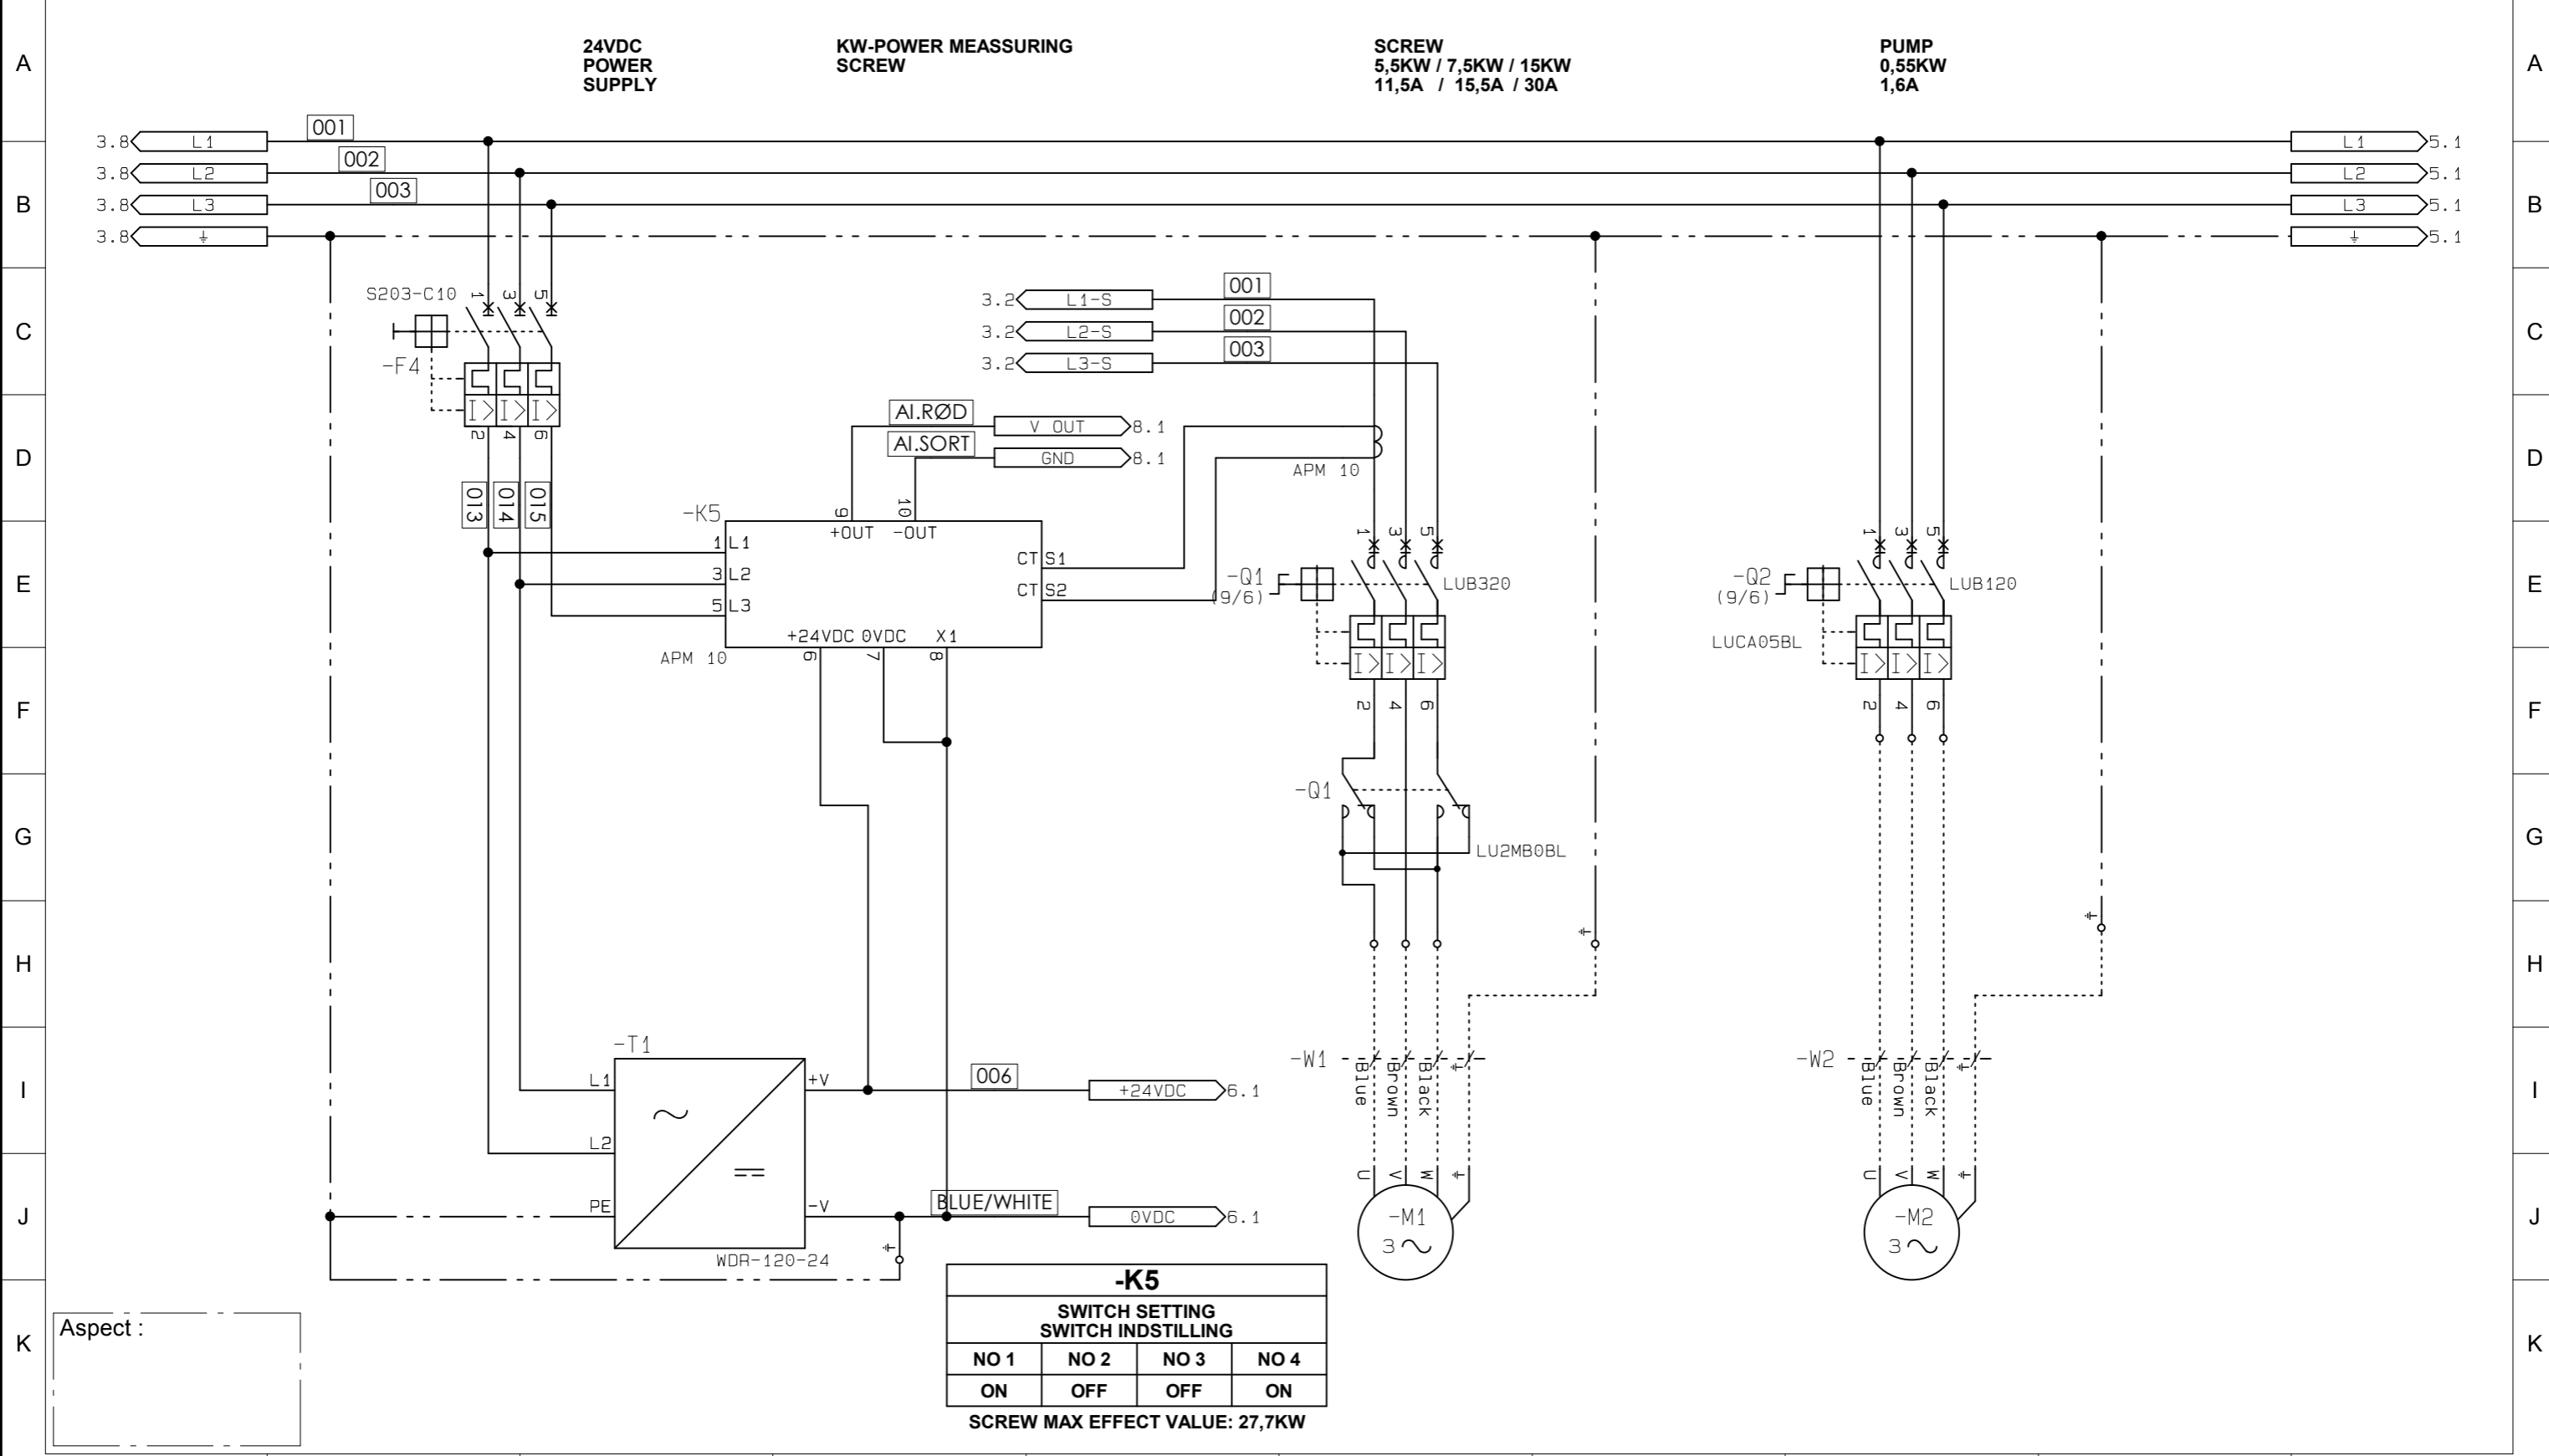 24VDC
POWER
SUPPLY
KW-POWER MEASSURING
SCREW
SCREW
5,5KW / 7,5KW / 15KW
11,5A / 15,5A / 30A
PUMP
0,55KW
1,6A
A
A
3.8 L1 001 L1 5.1
3.8 L2 002 L2 5.1
3.8 L3 003 L3 5.1
3.8 5.1
B
B
S203-C10 1 3 5
-F4
2 4 6
013 014 015
3.2 L1-S 001
3.2 L2-S 002
3.2 L3-S 003
C
C
AI.RØD V OUT 8.1
AI.SORT GND 8.1
APM 10
D
D
-K5
9 10
+OUT -OUT
1 L1
3 L2
5 L3
CT S1
CT S2
+24VDC 0VDC X1
6 7 8
APM 10
1 3 5
-Q1
(9/6)
LUB320
I> I> I>
2 4 6
1 3 5
-Q2
(9/6)
LUB120
LUCA05BL
I> I> I>
2 4 6
E
E
F
F
-Q1
LU2MB0BL
G
G
H
H
-T1
L1
L2
PE
+V
-V
WDR-120-24
006 +24VDC 6.1
BLUE/WHITE 0VDC 6.1
-W1
Blue Brown Black
U V W
-M1
3
-W2
Blue Brown Black
U V W
-M2
3
I
I
J
J
-K5
SWITCH SETTING
SWITCH INDSTILLING
NO 1 NO 2 NO 3 NO 4
ON OFF OFF ON
SCREW MAX EFFECT VALUE: 27,7KW
Aspect :
K
K